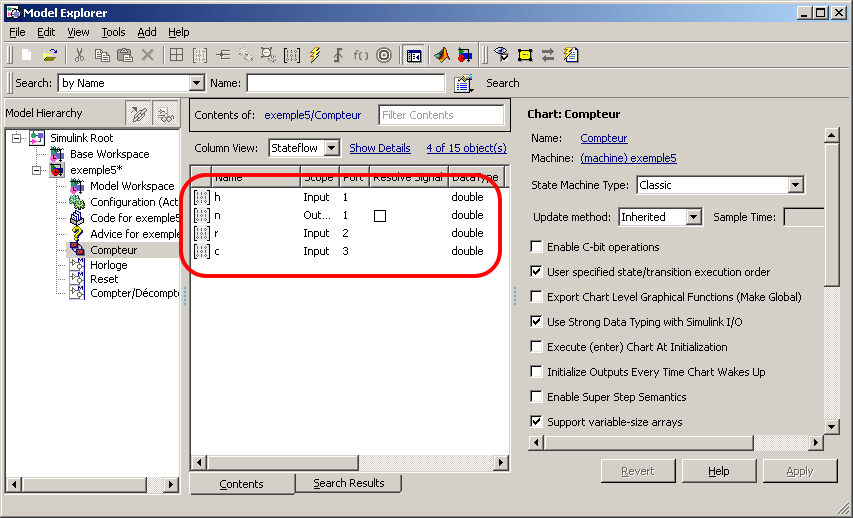 Model Explorer
File Edit View Tools Add Help
Search: by Name Name: Search
Model Hierarchy
Simulink Root
Base Workspace
exemple5*
Model Workspace
Configuration (Act
Code for exemple5
Advice for exemple
Compteur
Horloge
Reset
Compter/Décompte
Contents of: exemple5/Compteur Filter Contents
Column View: Stateflow Show Details 4 of 15 object(s)
Name Scope Port Resolve Signal DataType
h Input 1 double
n Out... 1 double
r Input 2 double
c Input 3 double
Contents Search Results
Chart: Compteur
Name: Compteur
Machine: (machine) exemple5
State Machine Type: Classic
Update method: Inherited Sample Time:
Enable C-bit operations
User specified state/transition execution order
Export Chart Level Graphical Functions (Make Global)
Use Strong Data Typing with Simulink I/O
Execute (enter) Chart At Initialization
Initialize Outputs Every Time Chart Wakes Up
Enable Super Step Semantics
Support variable-size arrays
Revert Help Apply